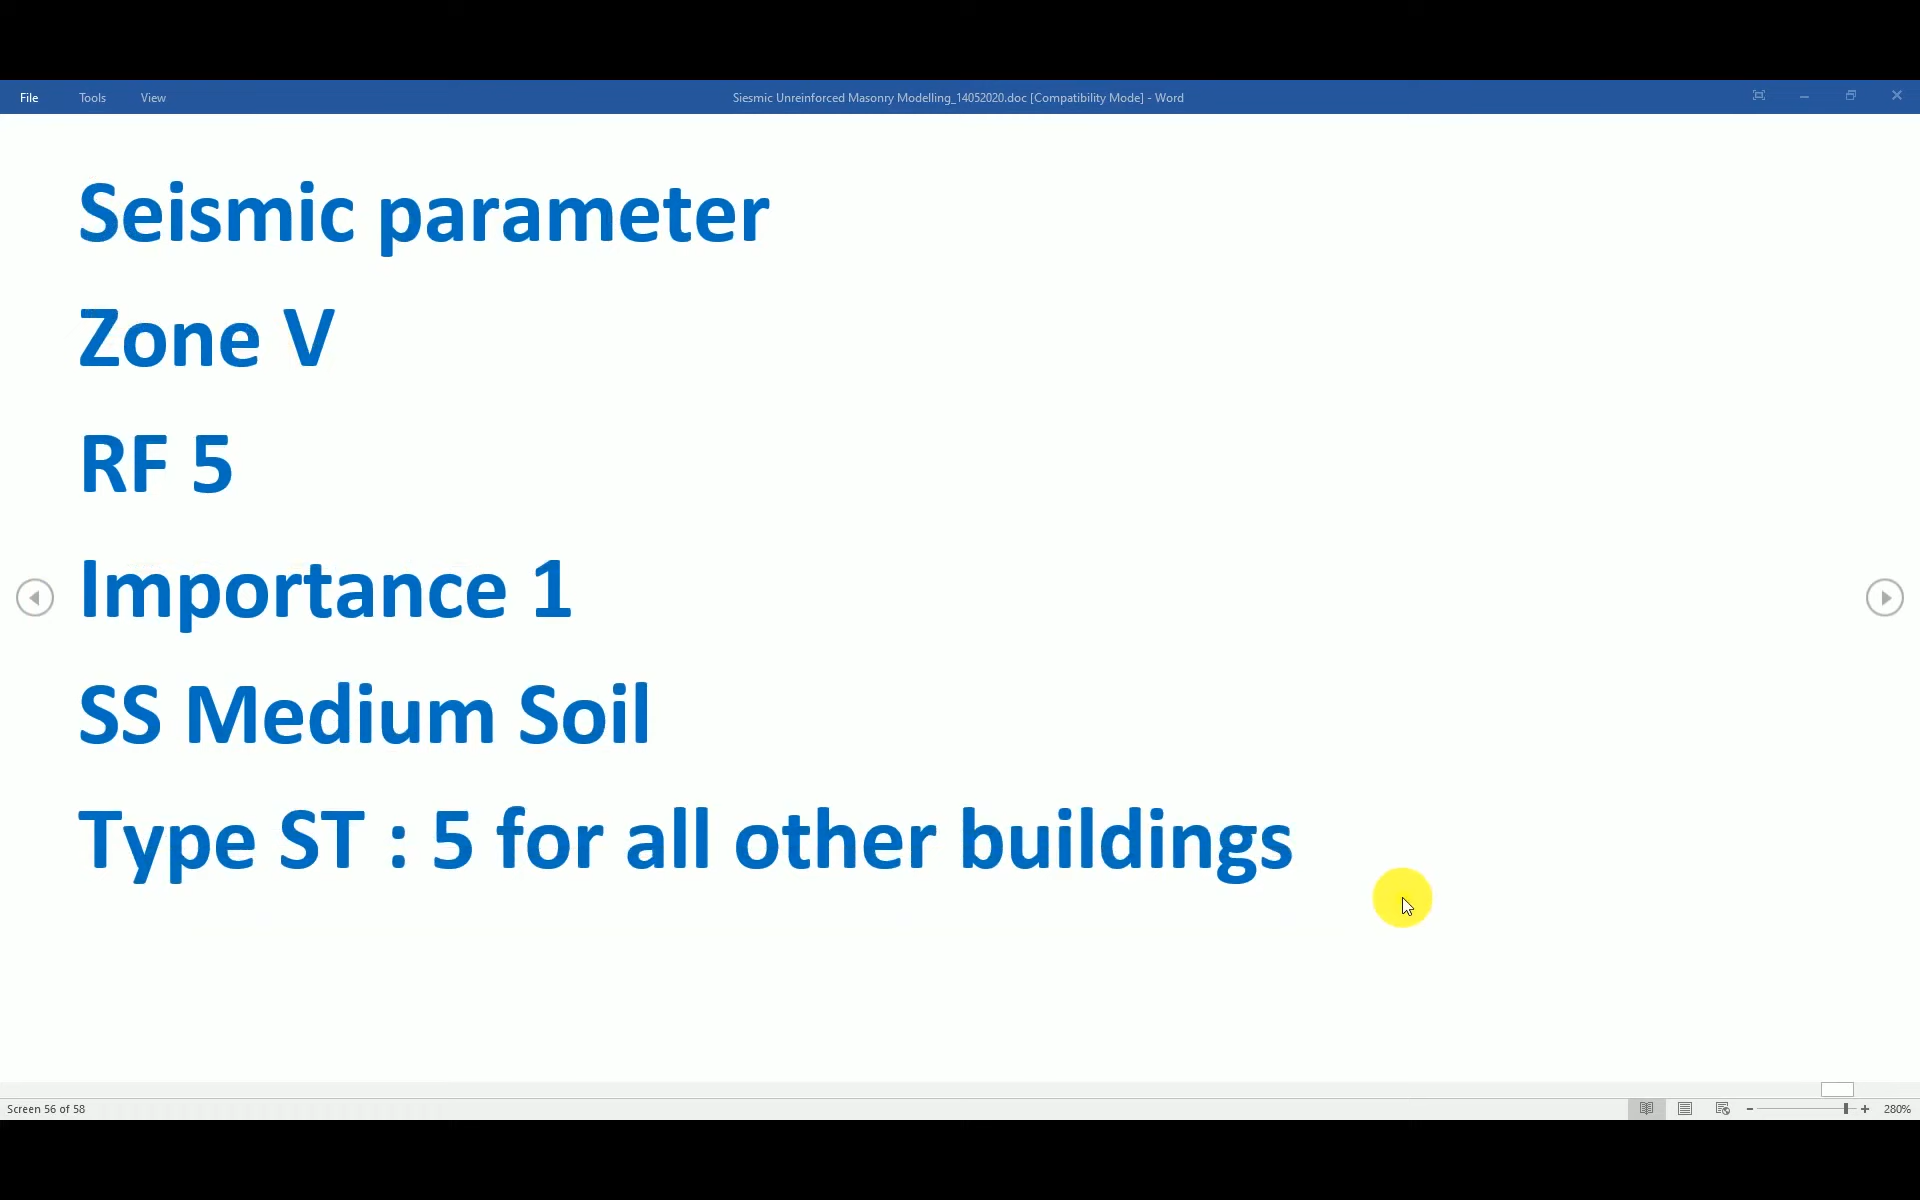 File Tools View Siesmic Unreinforced Masonry Modelling_14052020.doc [Compatibility Mode] - Word
Seismic parameter
Zone V
RF 5
Importance 1
SS Medium Soil
Type ST : 5 for all other buildings
Screen 56 of 58 280%